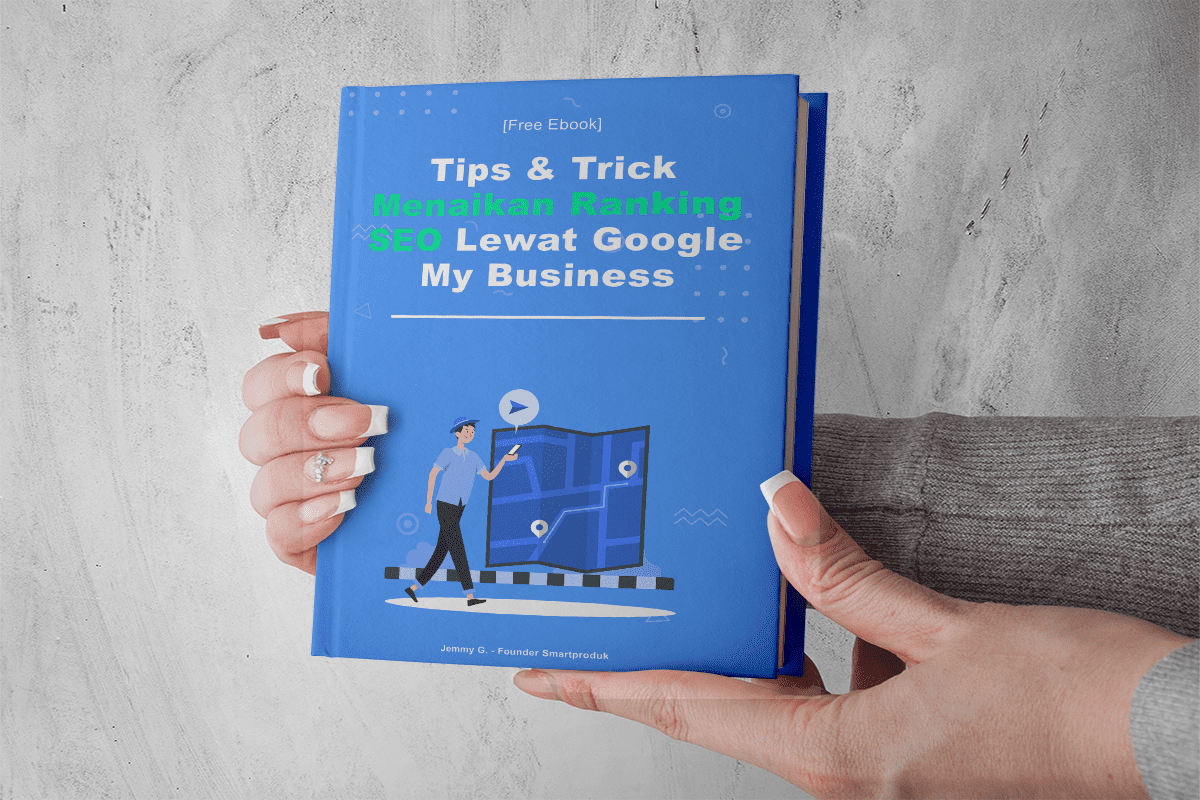 [Free Ebook]
Tips & Trick
Menaikan Ranking
SEO Lewat Google
My Business
Jemmy G. - Founder Smartproduk